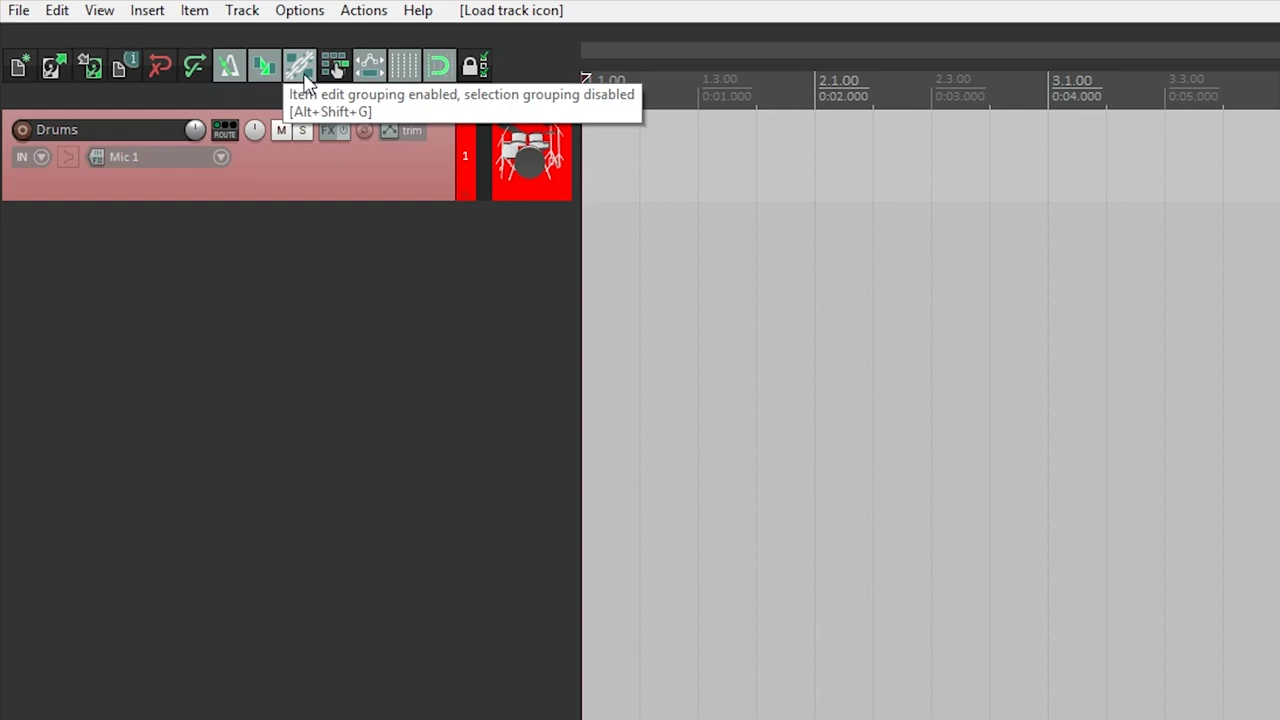 File Edit View Insert Item Track Options Actions Help [Load track icon]
1.00 1.3.00 2.1.00 2.3.00 3.1.00 3.3.00
0:01.000 0:02.000 0:03.000 0:04.000 0:05.000
Item edit grouping enabled, selection grouping disabled
[Alt+Shift+G]
Drums ROUTE M S FX trim
IN FX Mic 1 1